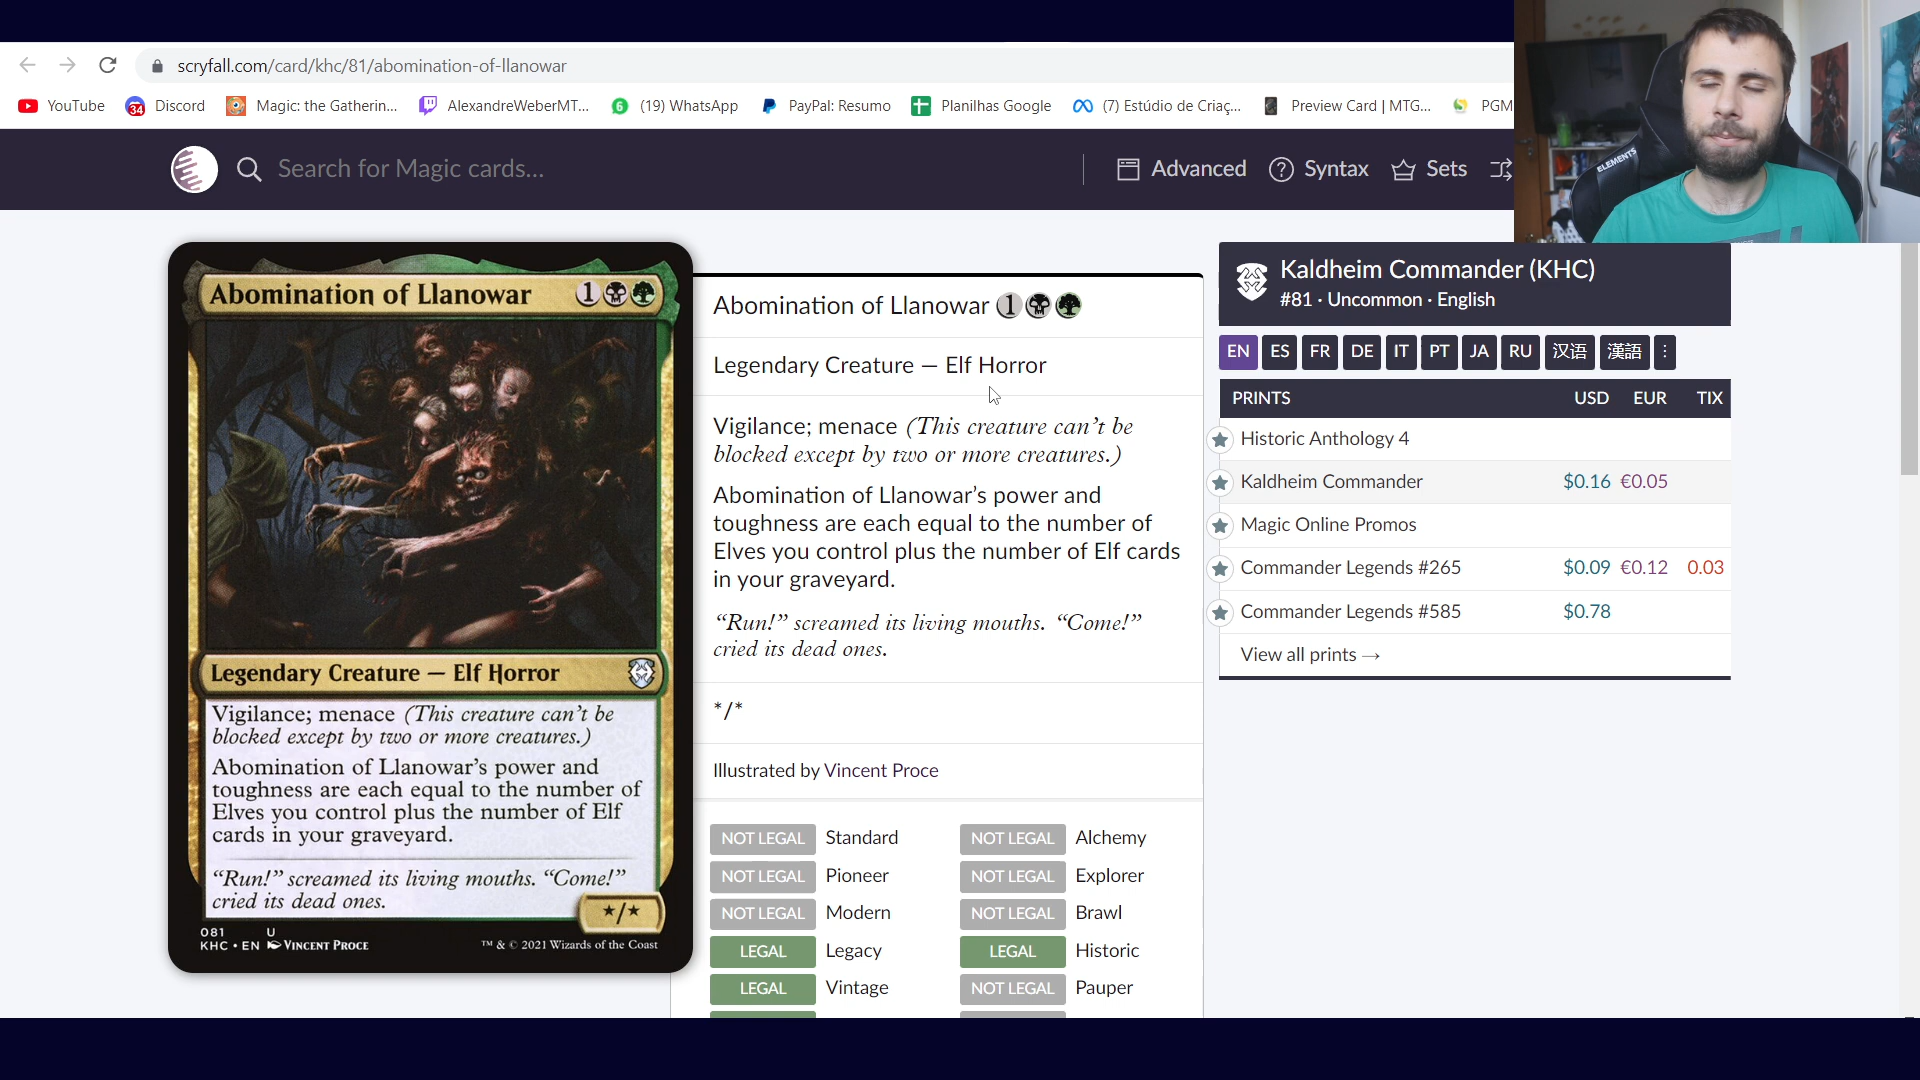 scryfall.com/card/khc/81/abomination-of-llanowar
YouTube
34
Discord
Magic: the Gatherin...
AlexandreWeberMT...
6
(19) WhatsApp
PayPal: Resumo
Planilhas Google
(7) Estúdio de Criaç...
Preview Card | MTG...
PGM
Search for Magic cards...
Advanced
Syntax
Sets
ELEMENTS
Abomination of Llanowar 1
Legendary Creature — Elf Horror
Vigilance; menace (This creature can't be
blocked except by two or more creatures.)
Abomination of Llanowar's power and
toughness are each equal to the number of
Elves you control plus the number of Elf
cards in your graveyard.
“Run!” screamed its living mouths. “Come!”
cried its dead ones.
★/★
081 U
KHC • EN VINCENT PROCE
™ & © 2021 Wizards of the Coast
Abomination of Llanowar 1
Legendary Creature — Elf Horror
Vigilance; menace (This creature can't be
blocked except by two or more creatures.)
Abomination of Llanowar’s power and
toughness are each equal to the number of
Elves you control plus the number of Elf cards
in your graveyard.
“Run!” screamed its living mouths. “Come!”
cried its dead ones.
*/*
Illustrated by Vincent Proce
NOT LEGAL Standard NOT LEGAL Alchemy
NOT LEGAL Pioneer NOT LEGAL Explorer
NOT LEGAL Modern NOT LEGAL Brawl
LEGAL Legacy LEGAL Historic
LEGAL Vintage NOT LEGAL Pauper
Kaldheim Commander (KHC)
#81 · Uncommon · English
EN ES FR DE IT PT JA RU 汉语 漢語
PRINTS USD EUR TIX
Historic Anthology 4
Kaldheim Commander $0.16 €0.05
Magic Online Promos
Commander Legends #265 $0.09 €0.12 0.03
Commander Legends #585 $0.78
View all prints →